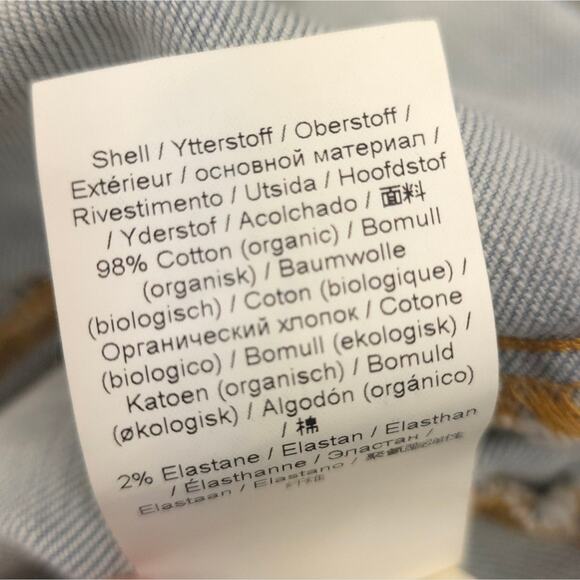 Shell / Ytterstoff / Oberstoff /
Extérieur / основной материал /
Rivestimento / Utsida / Hoofdstof
/ Yderstof / Acolchado / 面料
98% Cotton (organic) / Bomull
(organisk) / Baumwolle
(biologisch) / Coton (biologique) /
Органический хлопок / Cotone
(biologico) / Bomull (ekologisk) /
Katoen (organisch) / Bomuld
(økologisk) / Algodón (orgánico)
/ 棉
2% Elastane / Elastan / Elasthan
/ Élasthanne / Эластан /
Elastaan / Elastano /